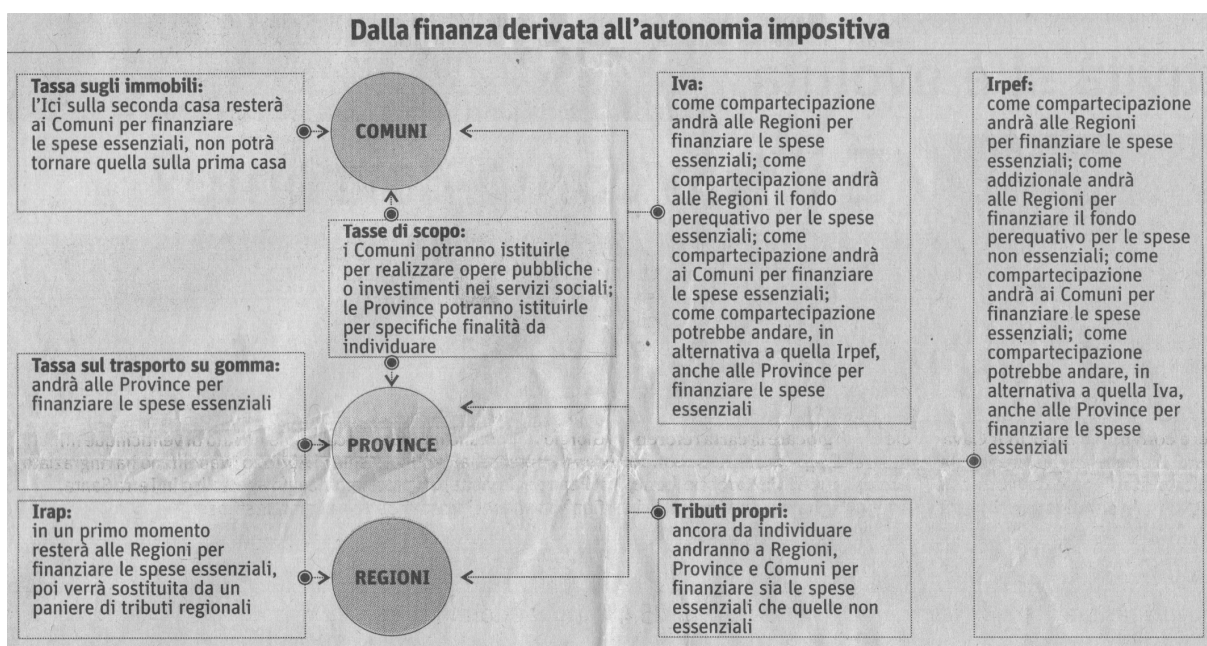 Dalla finanza derivata all'autonomia impositiva
Tassa sugli immobili:
l'Ici sulla seconda casa resterà
ai Comuni per finanziare
le spese essenziali, non potrà
tornare quella sulla prima casa
COMUNI
Tasse di scopo:
i Comuni potranno istituirle
per realizzare opere pubbliche
o investimenti nei servizi sociali;
le Province potranno istituirle
per specifiche finalità da
individuare
Tassa sul trasporto su gomma:
andrà alle Province per
finanziare le spese essenziali
PROVINCE
Irap:
in un primo momento
resterà alle Regioni per
finanziare le spese essenziali,
poi verrà sostituita da un
paniere di tributi regionali
REGIONI
Iva:
come compartecipazione
andrà alle Regioni per
finanziare le spese
essenziali; come
compartecipazione andrà
alle Regioni il fondo
perequativo per le spese
essenziali; come
compartecipazione andrà
ai Comuni per finanziare
le spese essenziali;
come compartecipazione
potrebbe andare, in
alternativa a quella Irpef,
anche alle Province per
finanziare le spese
essenziali
Tributi propri:
ancora da individuare
andranno a Regioni,
Province e Comuni per
finanziare sia le spese
essenziali che quelle non
essenziali
Irpef:
come compartecipazione
andrà alle Regioni
per finanziare le spese
essenziali; come
addizionale andrà
alle Regioni per
finanziare il fondo
perequativo per le spese
non essenziali; come
compartecipazione
andrà ai Comuni per
finanziare le spese
essenziali; come
compartecipazione
potrebbe andare, in
alternativa a quella Iva,
anche alle Province per
finanziare le spese
essenziali